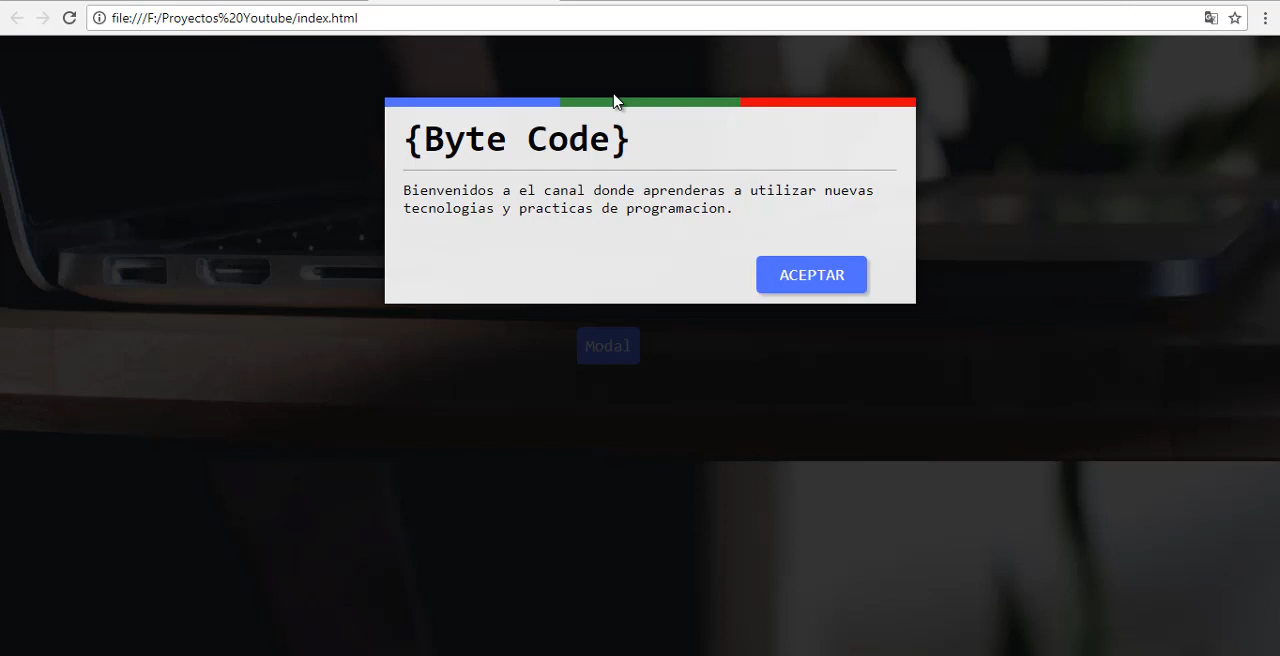 file:///F:/Proyectos%20Youtube/index.html
{Byte Code}
Bienvenidos a el canal donde aprenderas a utilizar nuevas
tecnologias y practicas de programacion.
ACEPTAR
Modal